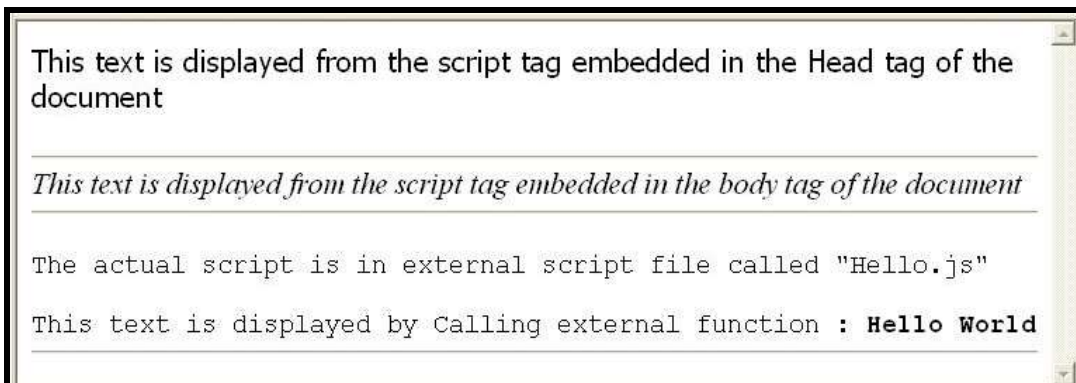 This text is displayed from the script tag embedded in the Head tag of the
document
This text is displayed from the script tag embedded in the body tag of the document
The actual script is in external script file called "Hello.js"
This text is displayed by Calling external function : Hello World